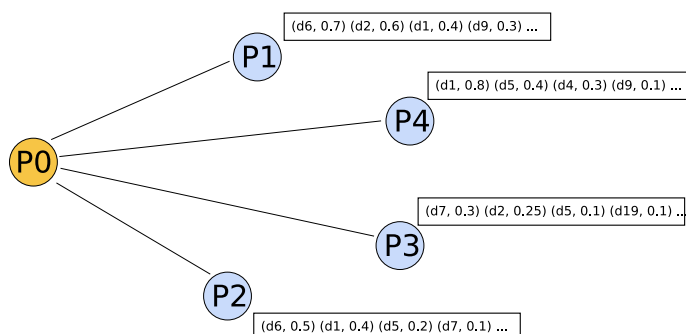 (d6, 0.7) (d2, 0.6) (d1, 0.4) (d9, 0.3) ...
P1
(d1, 0.8) (d5, 0.4) (d4, 0.3) (d9, 0.1) ...
P4
P0
(d7, 0.3) (d2, 0.25) (d5, 0.1) (d19, 0.1) ...
P3
P2
(d6, 0.5) (d1, 0.4) (d5, 0.2) (d7, 0.1) ...